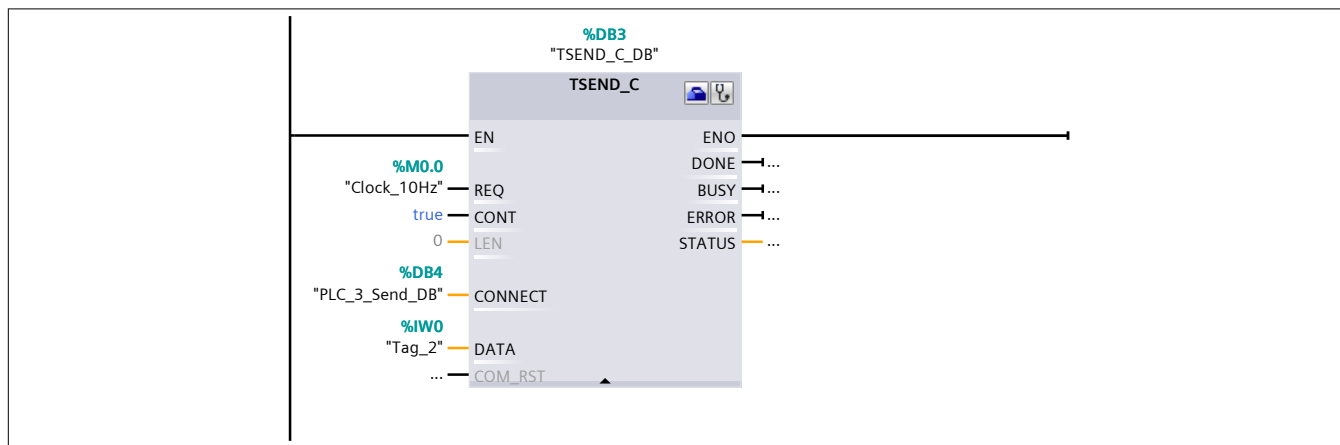 %DB3
"TSEND_C_DB"
TSEND_C
EN ENO
DONE ...
%M0.0
"Clock_10Hz" REQ BUSY ...
true CONT ERROR ...
0 LEN STATUS ...
%DB4
"PLC_3_Send_DB" CONNECT
%IW0
"Tag_2" DATA
... COM_RST